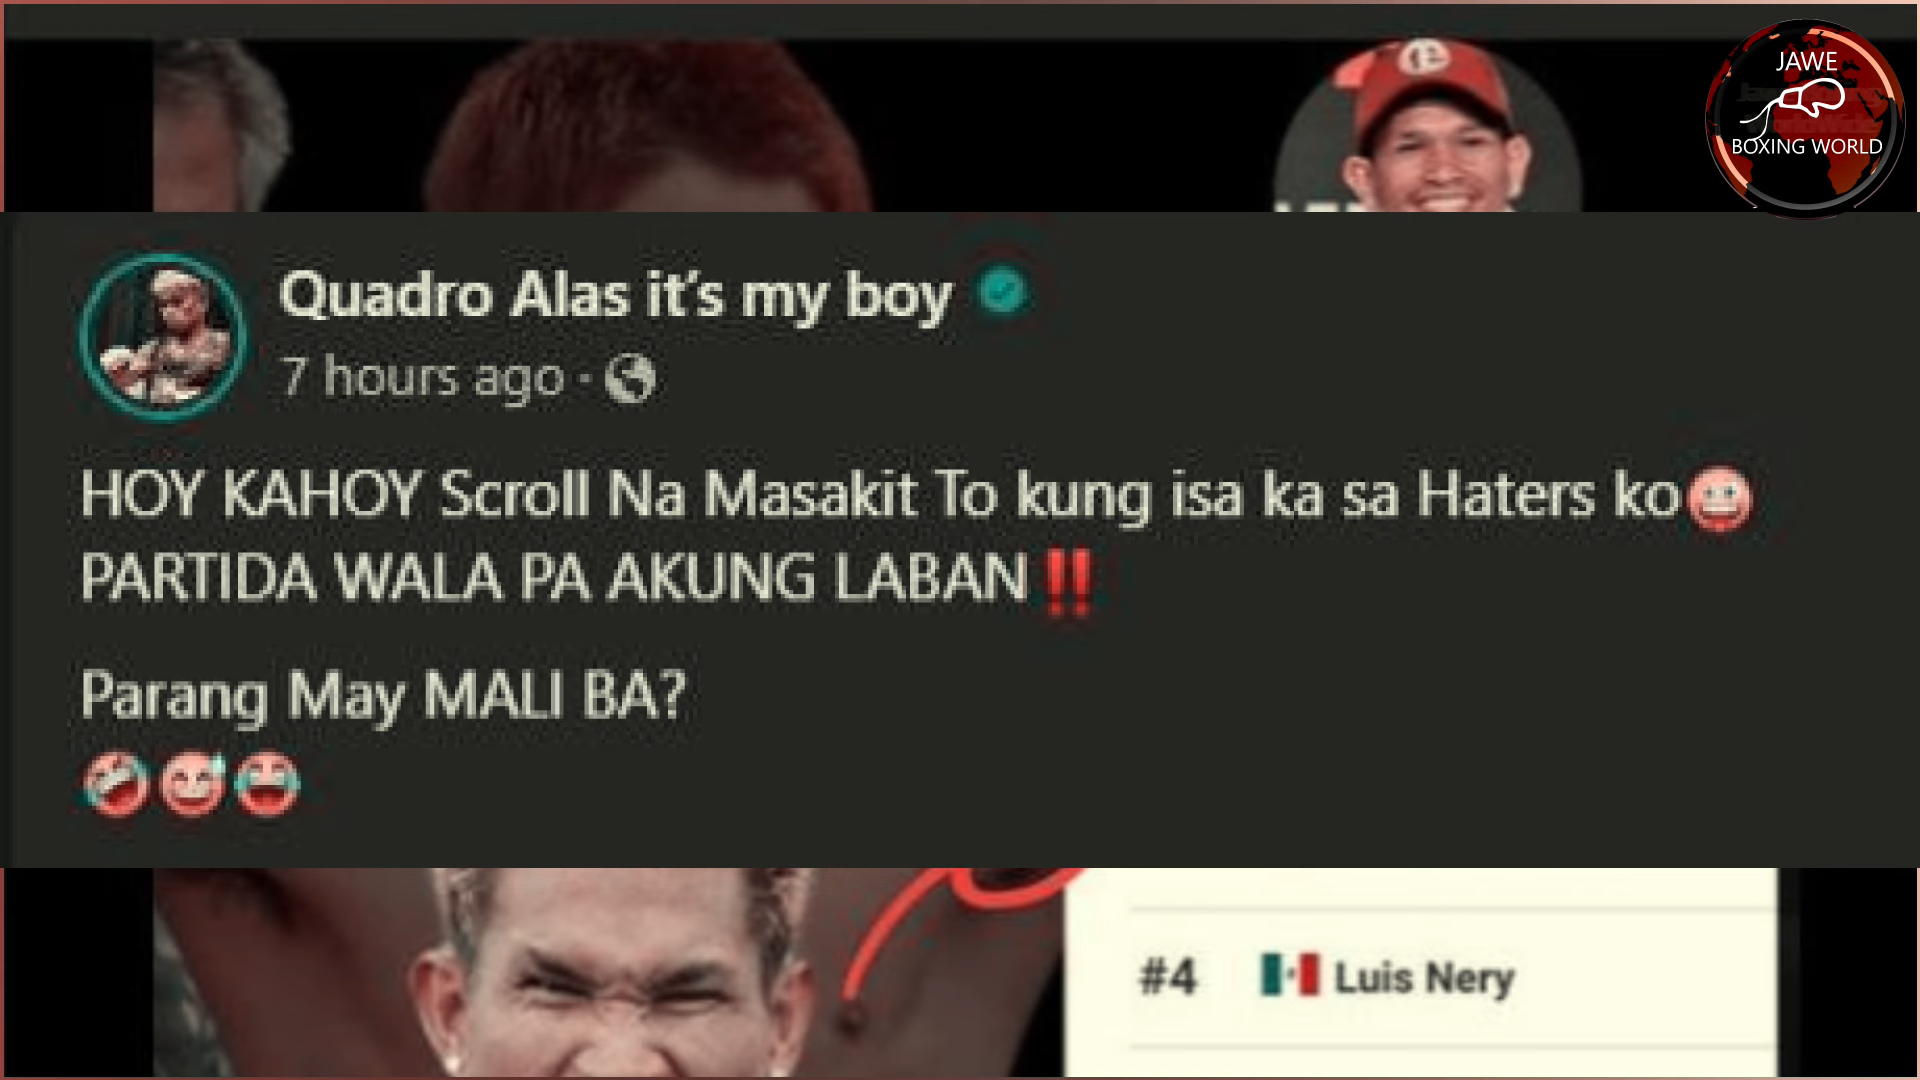 JAWE
BOXING WORLD
Quadro Alas it's my boy
7 hours ago ·
HOY KAHOY Scroll Na Masakit To kung isa ka sa Haters ko😀
PARTIDA WALA PA AKUNG LABAN‼️
Parang May MALI BA?
🤣😅😂
#4 Luis Nery